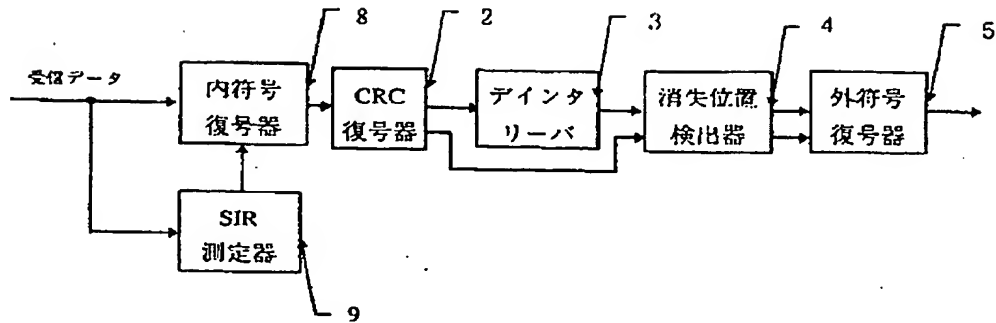 8
2
3
4
5
受信データ
内符号
復号器
CRC
復号器
デインタ
リーバ
消失位置
検出器
外符号
復号器
SIR
測定器
9